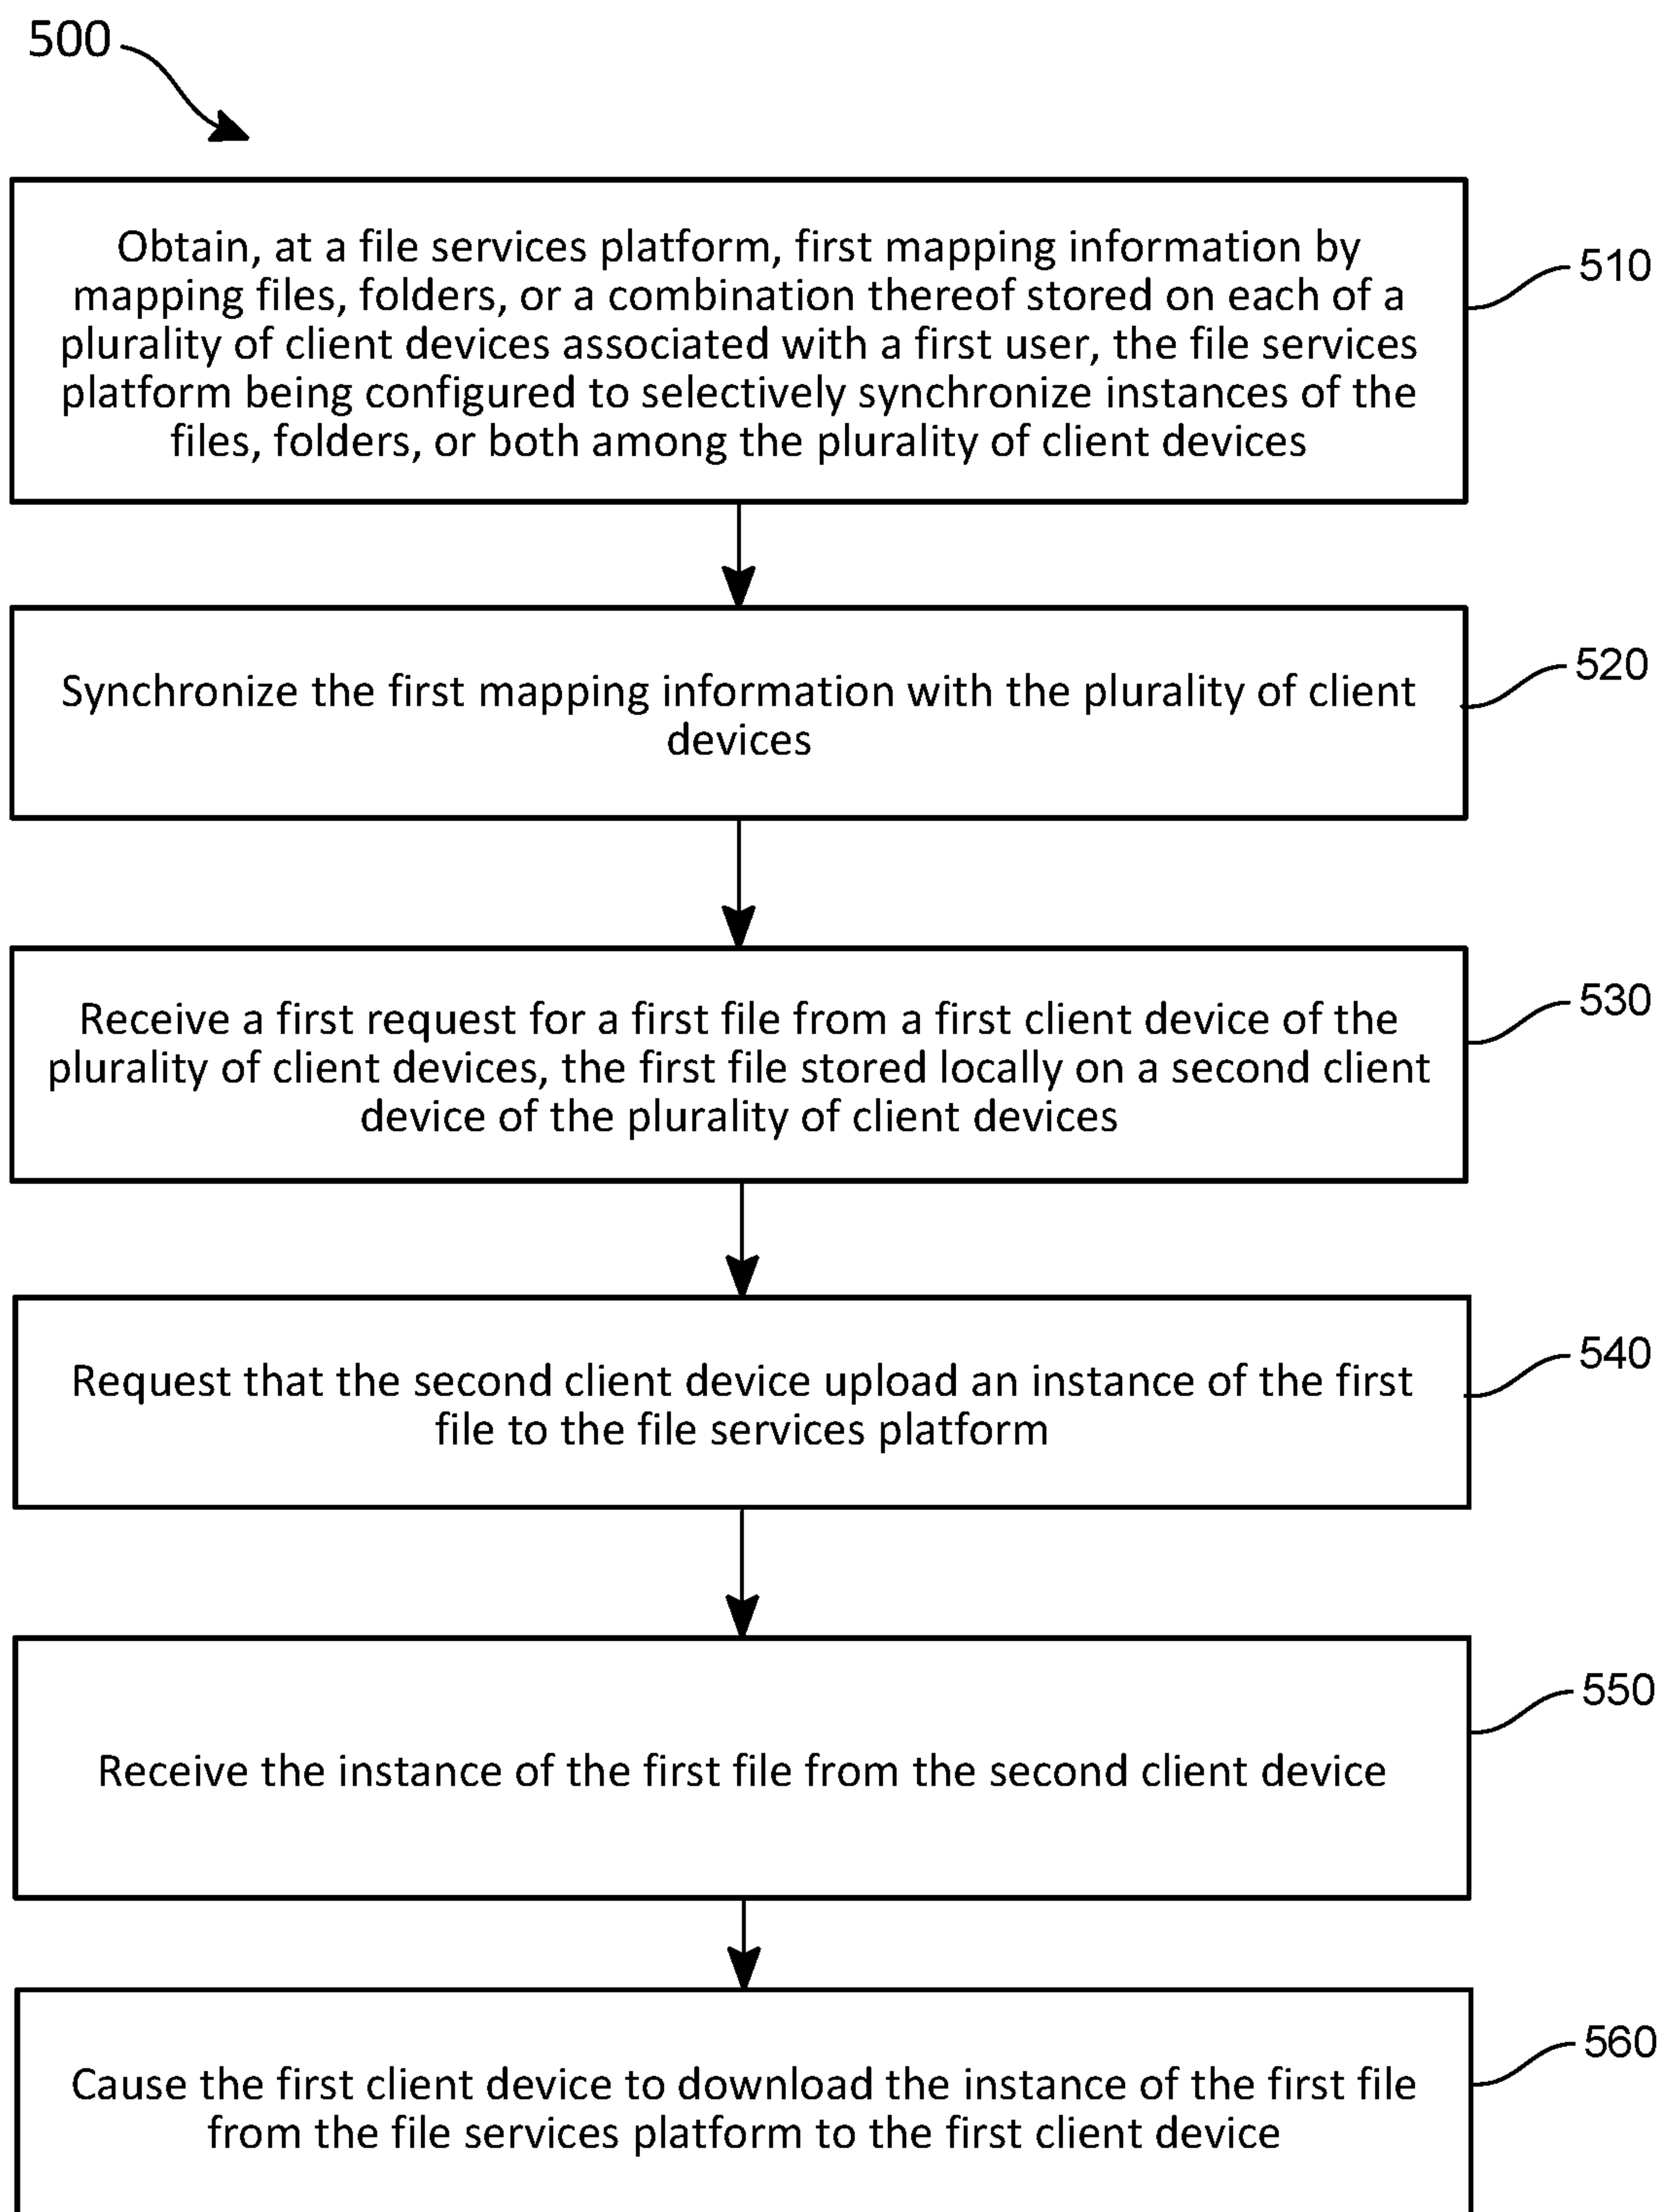 500
Obtain, at a file services platform, first mapping information by
mapping files, folders, or a combination thereof stored on each of a
plurality of client devices associated with a first user, the file services
platform being configured to selectively synchronize instances of the
files, folders, or both among the plurality of client devices
510
Synchronize the first mapping information with the plurality of client
devices
520
Receive a first request for a first file from a first client device of the
plurality of client devices, the first file stored locally on a second client
device of the plurality of client devices
530
Request that the second client device upload an instance of the first
file to the file services platform
540
Receive the instance of the first file from the second client device
550
Cause the first client device to download the instance of the first file
from the file services platform to the first client device
560